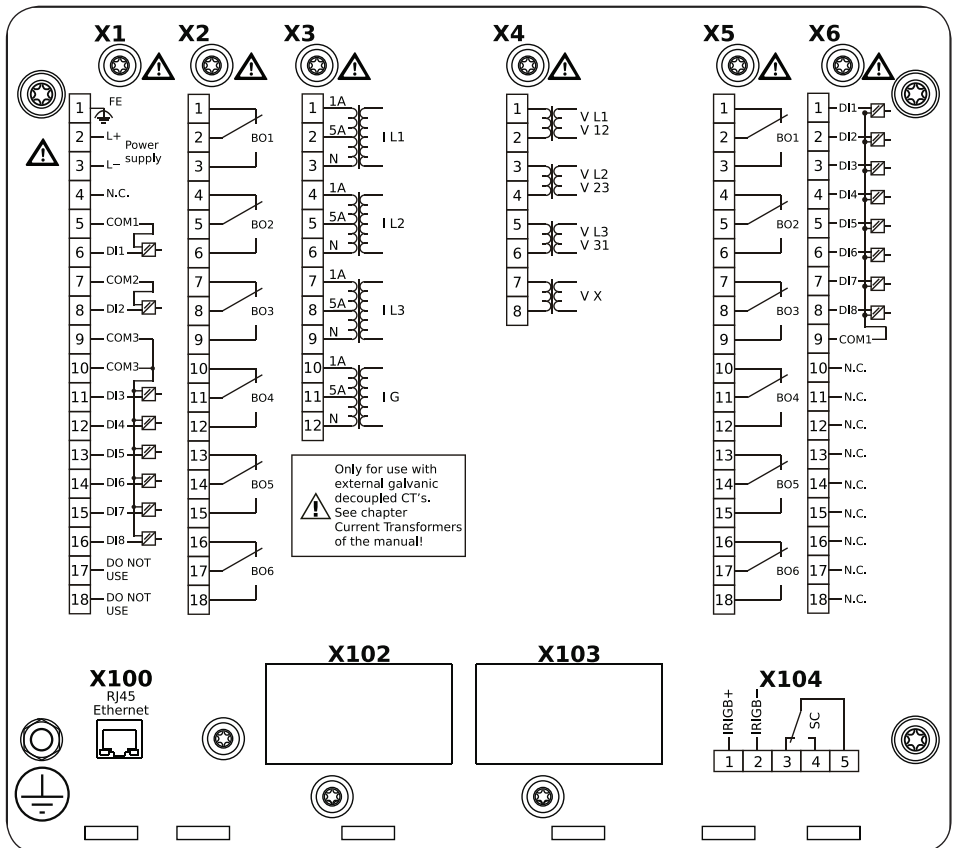 X1
X2
X3
X4
X5
X6
1 FE
2 L+
Power
supply
3 L−
4 N.C.
5 COM1
6 DI1
7 COM2
8 DI2
9 COM3
10 COM3
11 DI3
12 DI4
13 DI5
14 DI6
15 DI7
16 DI8
17 DO NOT
USE
18 DO NOT
USE
1
2 BO1
3
4
5 BO2
6
7
8 BO3
9
10
11 BO4
12
13
14 BO5
15
16
17 BO6
18
1 1A
2 5A I L1
3 N
4 1A
5 5A I L2
6 N
7 1A
8 5A I L3
9 N
10 1A
11 5A I G
12 N
Only for use with
external galvanic
decoupled CT's.
See chapter
Current Transformers
of the manual!
1 V L1
2 V 12
3 V L2
4 V 23
5 V L3
6 V 31
7 V X
8
1
2 BO1
3
4
5 BO2
6
7
8 BO3
9
10
11 BO4
12
13
14 BO5
15
16
17 BO6
18
1 DI1
2 DI2
3 DI3
4 DI4
5 DI5
6 DI6
7 DI7
8 DI8
9 COM1
10 N.C.
11 N.C.
12 N.C.
13 N.C.
14 N.C.
15 N.C.
16 N.C.
17 N.C.
18 N.C.
X100
RJ45
Ethernet
X102
X103
X104
IRIGB+
IRIGB-
SC
1 2 3 4 5